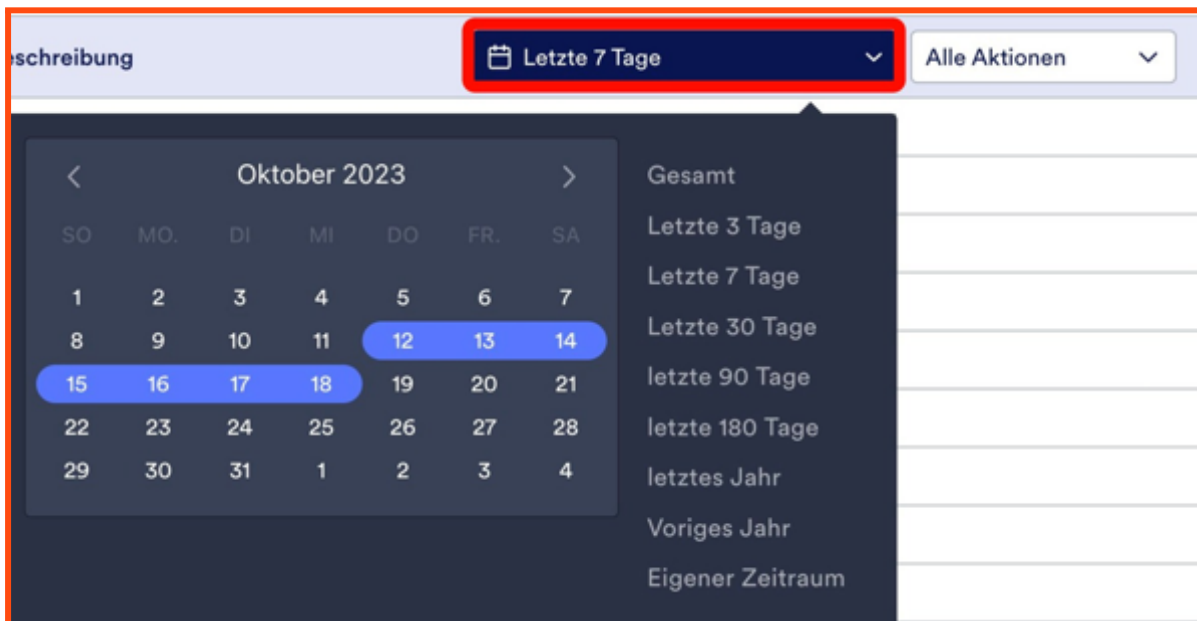 eschreibung
Letzte 7 Tage
Alle Aktionen
Oktober 2023
SO MO. DI MI DO FR. SA
1 2 3 4 5 6 7
8 9 10 11 12 13 14
15 16 17 18 19 20 21
22 23 24 25 26 27 28
29 30 31 1 2 3 4
Gesamt
Letzte 3 Tage
Letzte 7 Tage
Letzte 30 Tage
letzte 90 Tage
letzte 180 Tage
letztes Jahr
Voriges Jahr
Eigener Zeitraum